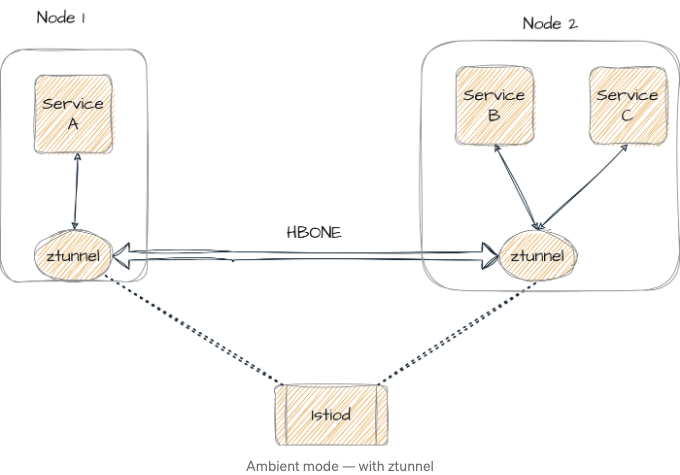 Node 1
Node 2
Service
A
Service
B
Service
C
HBONE
ztunnel
ztunnel
Istiod
Ambient mode — with ztunnel